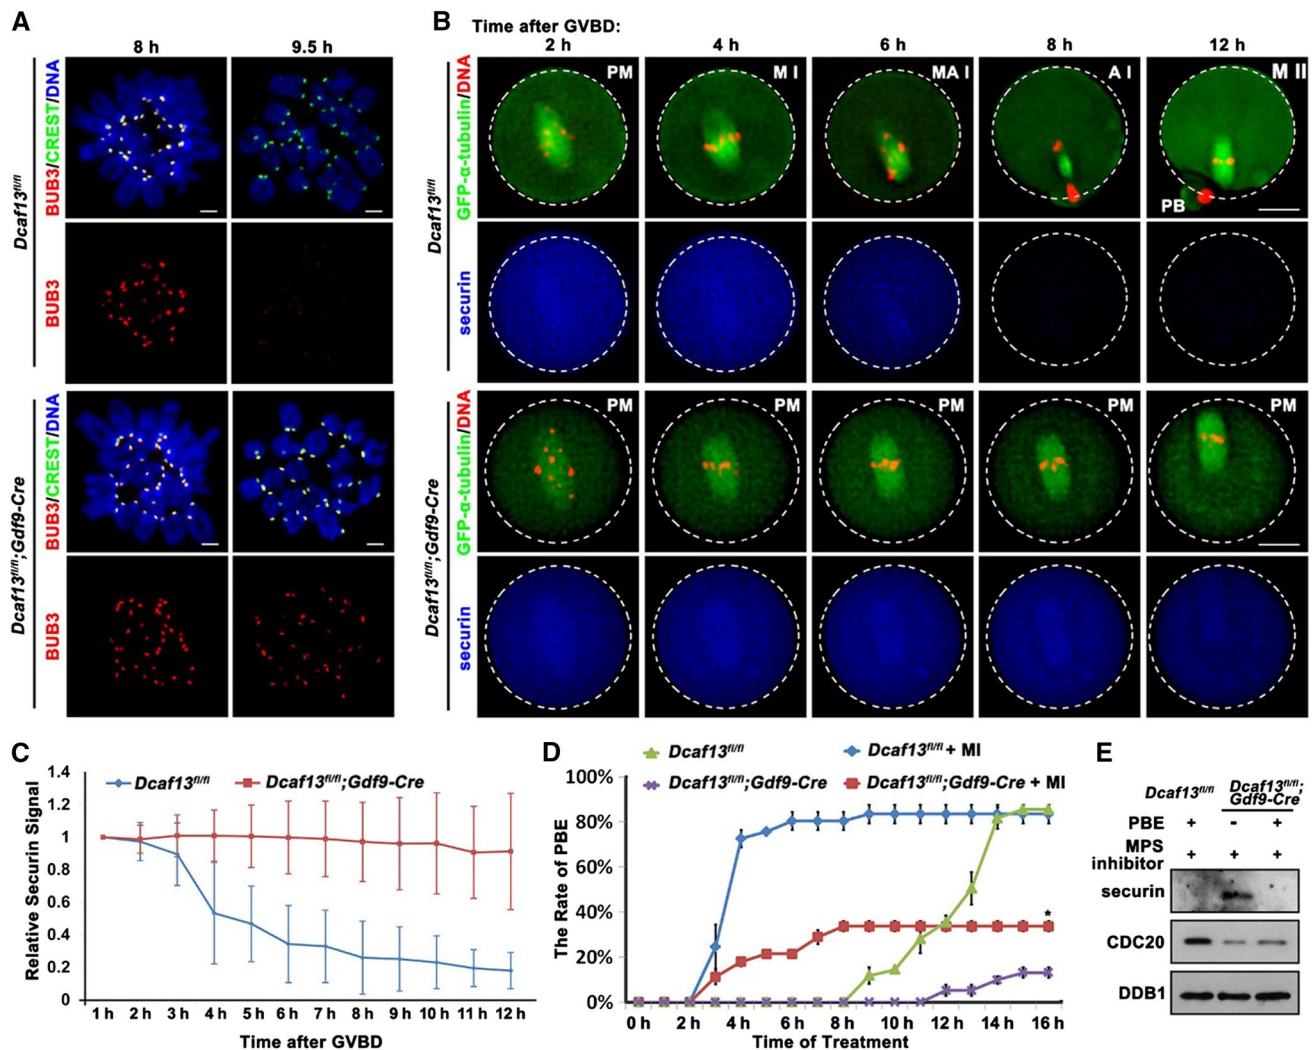 A
8 h
9.5 h
Dcaf13fl/fl
BUB3/CREST/DNA
BUB3
Dcaf13fl/fl;Gdf9-Cre
BUB3/CREST/DNA
BUB3
B
Time after GVBD:
2 h
4 h
6 h
8 h
12 h
Dcaf13fl/fl
GFP-α-tubulin/DNA
PM
M I
MA I
A I
M II
PB
securin
Dcaf13fl/fl;Gdf9-Cre
GFP-α-tubulin/DNA
PM
PM
PM
PM
PM
securin
C
Dcaf13fl/fl
Dcaf13fl/fl;Gdf9-Cre
Relative Securin Signal
1.4
1.2
1
0.8
0.6
0.4
0.2
0
1 h 2 h 3 h 4 h 5 h 6 h 7 h 8 h 9 h 10 h 11 h 12 h
Time after GVBD
D
Dcaf13fl/fl
Dcaf13fl/fl + MI
Dcaf13fl/fl;Gdf9-Cre
Dcaf13fl/fl;Gdf9-Cre + MI
The Rate of PBE
100%
80%
60%
40%
20%
0%
*
0 h 2 h 4 h 6 h 8 h 10 h 12 h 14 h 16 h
Time of Treatment
E
Dcaf13fl/fl
Dcaf13fl/fl;
Gdf9-Cre
PBE + - +
MPS
inhibitor + + +
securin
CDC20
DDB1